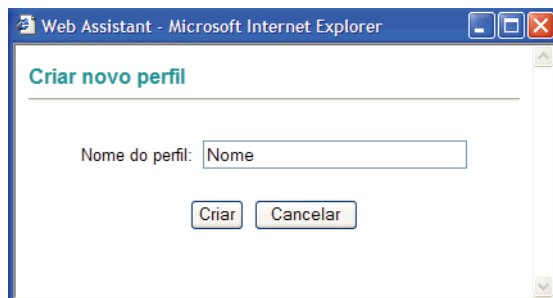 Web Assistant - Microsoft Internet Explorer
Criar novo perfil
Nome do perfil: Nome
Criar Cancelar